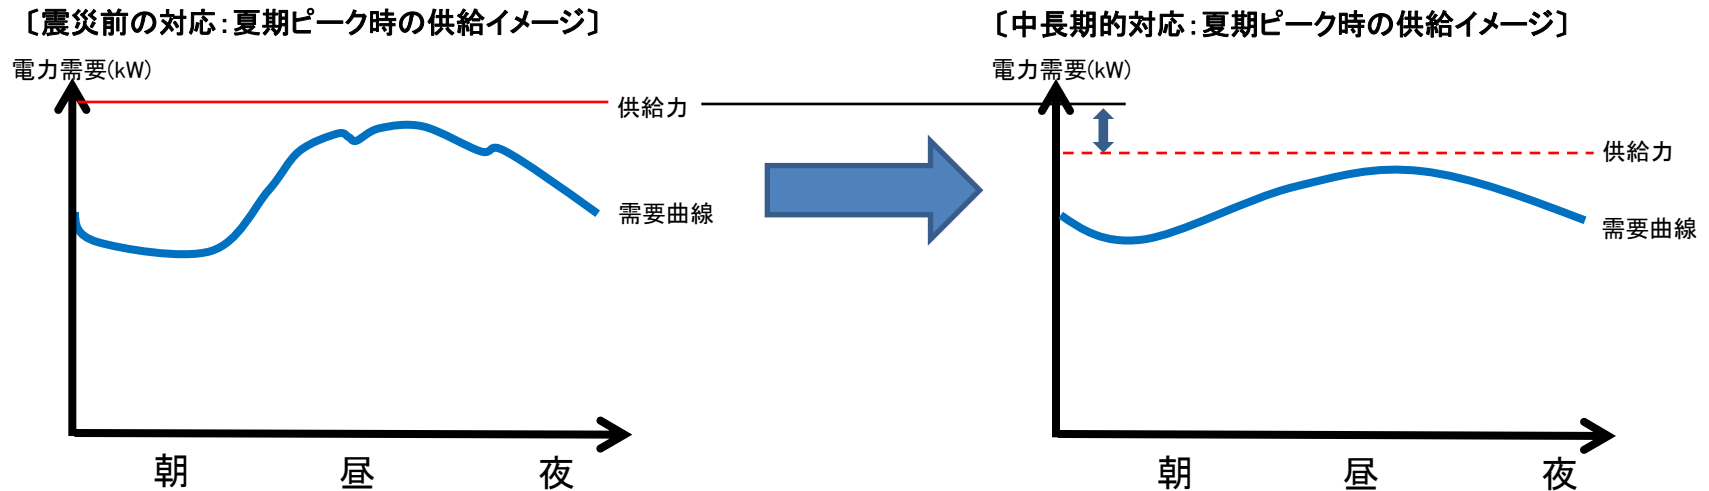 〔震災前の対応：夏期ピーク時の供給イメージ〕
電力需要(kW)
供給力
需要曲線
朝 昼 夜
〔中長期的対応：夏期ピーク時の供給イメージ〕
電力需要(kW)
供給力
需要曲線
朝 昼 夜